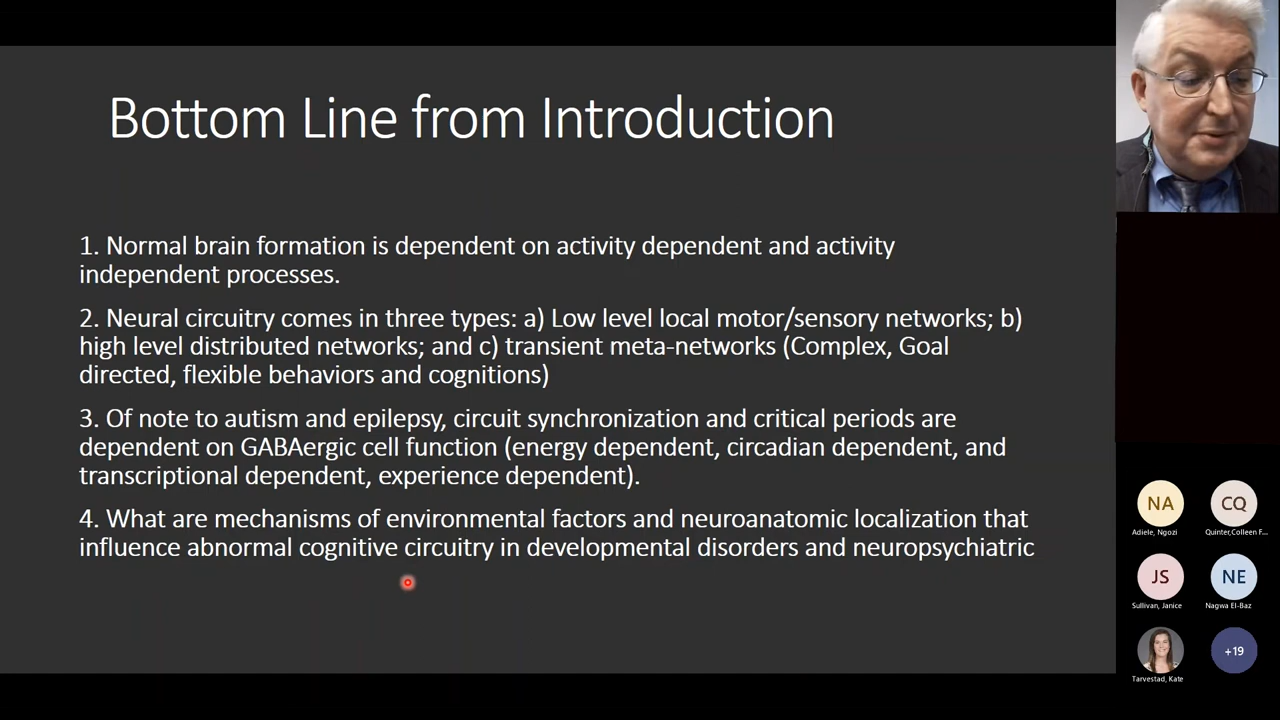 Bottom Line from Introduction
1. Normal brain formation is dependent on activity dependent and activity
independent processes.
2. Neural circuitry comes in three types: a) Low level local motor/sensory networks; b)
high level distributed networks; and c) transient meta-networks (Complex, Goal
directed, flexible behaviors and cognitions)
3. Of note to autism and epilepsy, circuit synchronization and critical periods are
dependent on GABAergic cell function (energy dependent, circadian dependent, and
transcriptional dependent, experience dependent).
4. What are mechanisms of environmental factors and neuroanatomic localization that
influence abnormal cognitive circuitry in developmental disorders and neuropsychiatric
NA
Adiele, Ngozi
CQ
Quinter,Colleen F...
JS
Sullivan, Janice
NE
Nagwa El-Baz
Tarvestad, Kate
+19